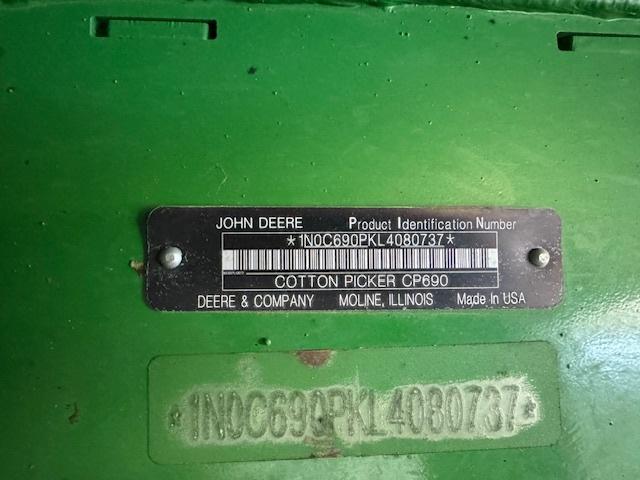 JOHN DEERE Product Identification Number
*1N0C690PKL4080737*
COTTON PICKER CP690
DEERE & COMPANY MOLINE, ILLINOIS Made In USA
*1N0C690PKL4080737*